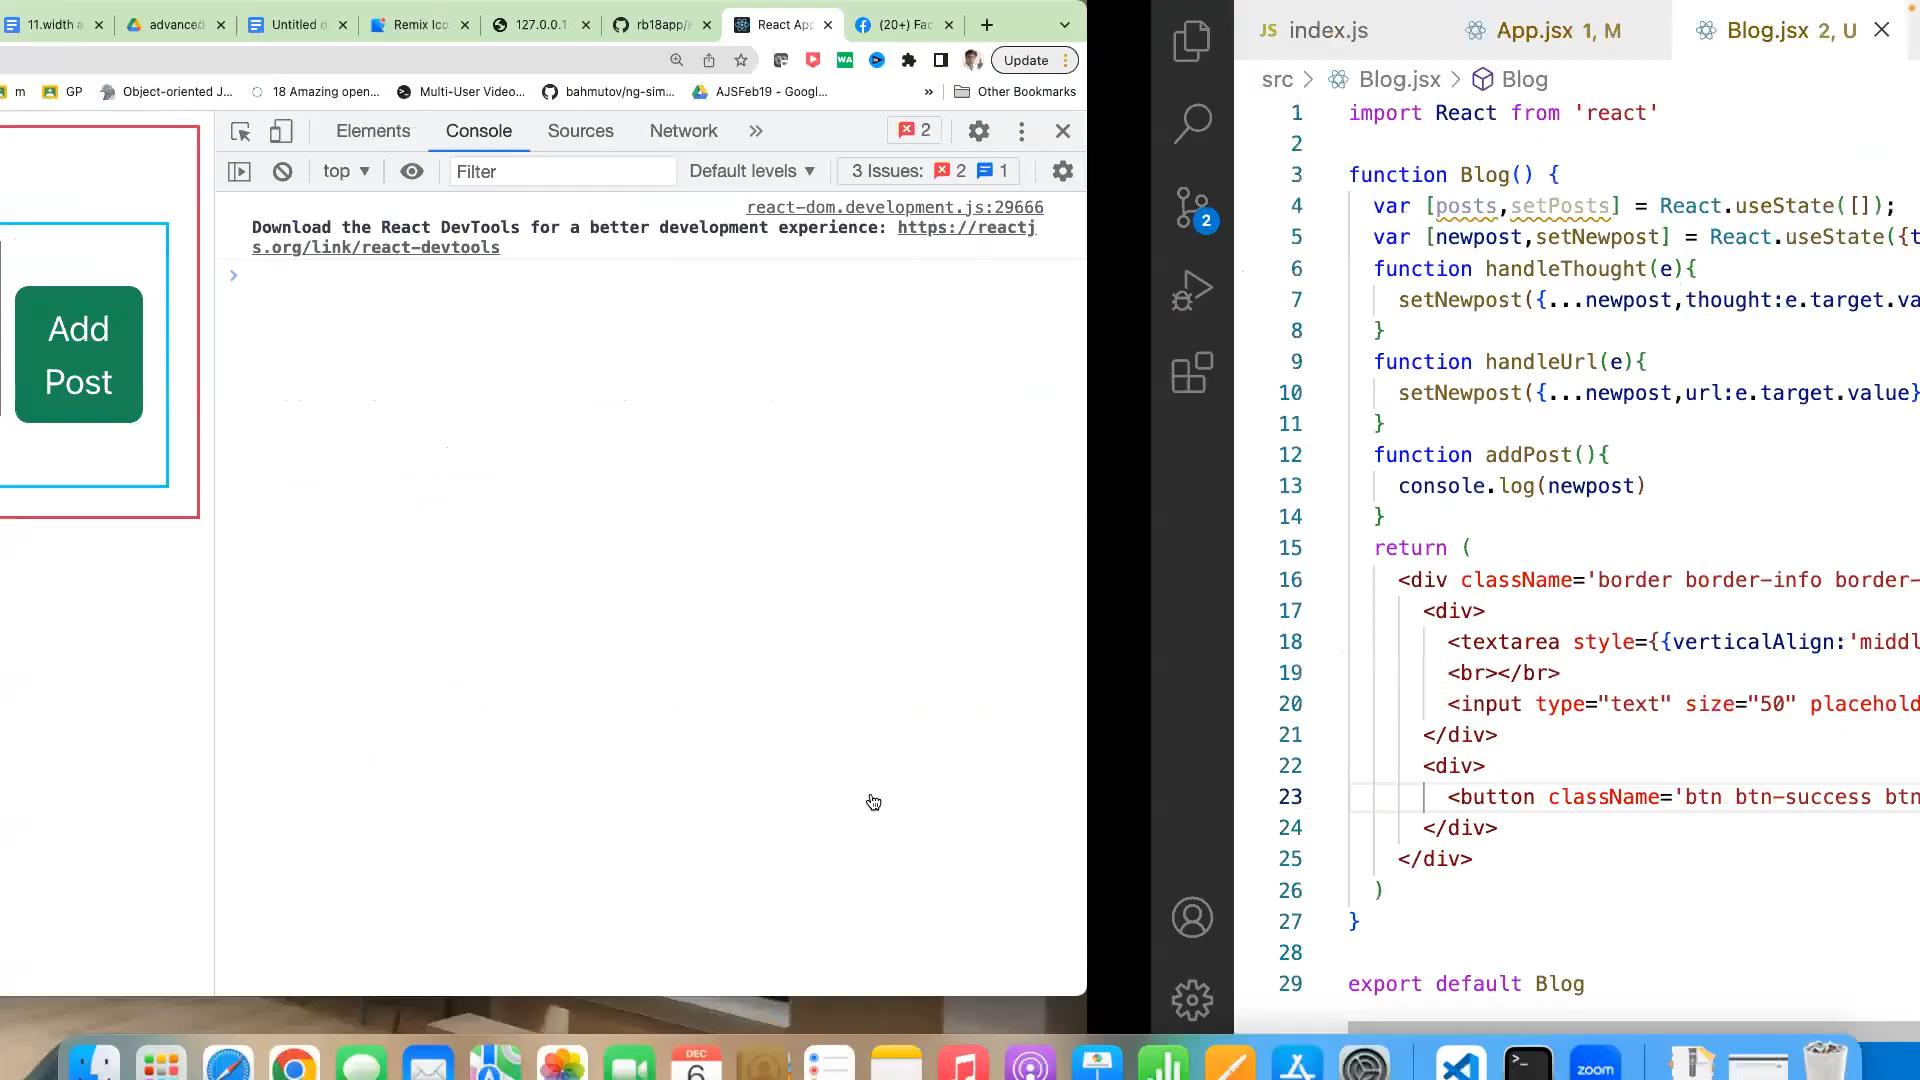 11.width a
advanced
Untitled d
Remix Ico
127.0.0.1:
rb18app/a
React App
(20+) Fac
WA
Update
m
GP
Object-oriented J...
18 Amazing open...
Multi-User Video...
bahmutov/ng-sim...
AJSFeb19 - Googl...
»
Other Bookmarks
Elements
Console
Sources
Network
»
2
top ▼
Filter
Default levels ▼
3 Issues: 2 1
react-dom.development.js:29666
Download the React DevTools for a better development experience: https://reactj
s.org/link/react-devtools
>
Add
Post
2
JS index.js
App.jsx 1, M
Blog.jsx 2, U
src > Blog.jsx > Blog
1 import React from 'react'
2
3 function Blog() {
4 var [posts,setPosts] = React.useState([]);
5 var [newpost,setNewpost] = React.useState({t
6 function handleThought(e){
7 setNewpost({...newpost,thought:e.target.va
8 }
9 function handleUrl(e){
10 setNewpost({...newpost,url:e.target.value}
11 }
12 function addPost(){
13 console.log(newpost)
14 }
15 return (
16 <div className='border border-info border-
17 <div>
18 <textarea style={{verticalAlign:'middl
19 <br></br>
20 <input type="text" size="50" placehold
21 </div>
22 <div>
23 <button className='btn btn-success btn
24 </div>
25 </div>
26 )
27 }
28
29 export default Blog
DEC
6
zoom